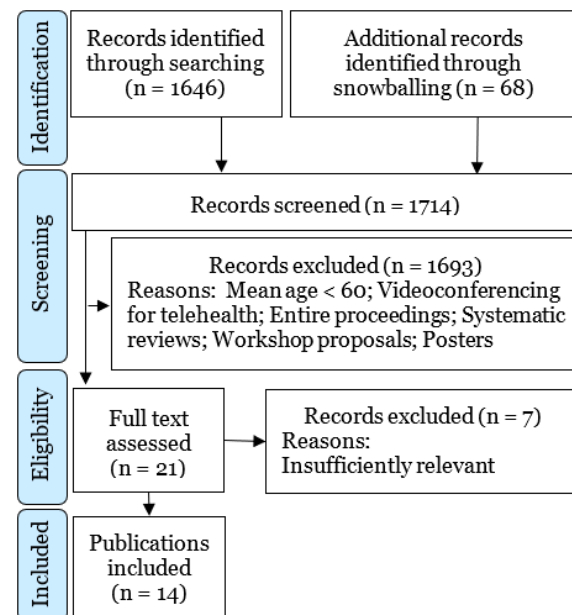 Identification
Records identified
through searching
(n = 1646)
Additional records
identified through
snowballing (n = 68)
Screening
Records screened (n = 1714)
Records excluded (n = 1693)
Reasons: Mean age < 60; Videoconferencing
for telehealth; Entire proceedings; Systematic
reviews; Workshop proposals; Posters
Eligibility
Full text
assessed
(n = 21)
Records excluded (n = 7)
Reasons:
Insufficiently relevant
Included
Publications
included
(n = 14)